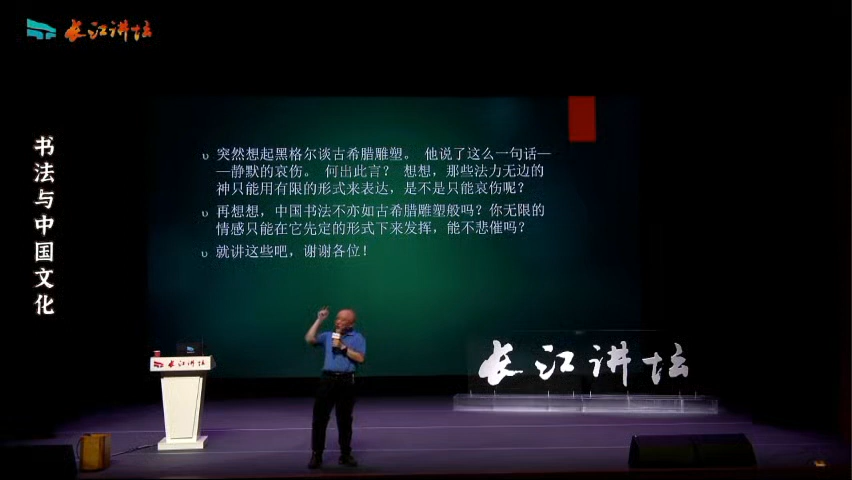 长江讲坛
书法与中国文化
突然想起黑格尔谈古希腊雕塑。 他说了这么一句话—
—静默的哀伤。 何出此言? 想想,那些法力无边的
神只能用有限的形式来表达,是不是只能哀伤呢?
再想想,中国书法不亦如古希腊雕塑般吗?你无限的
情感只能在它先定的形式下来发挥,能不悲催吗?
就讲这些吧,谢谢各位!
长江讲坛
长江讲坛